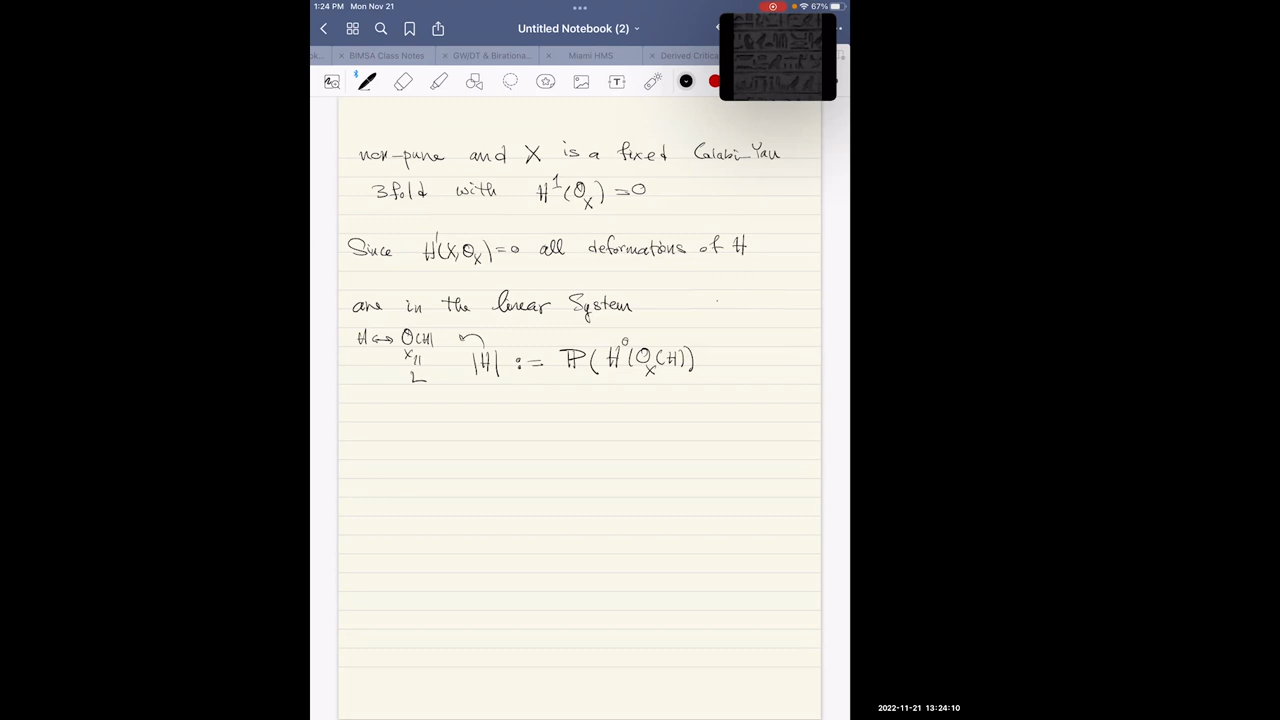 1:24 PM Mon Nov 21
67%
Untitled Notebook (2)
BIMSA Class Notes
GW/DT & Birationa...
Miami HMS
Derived Critica
non-pure and X is a fixed Calabi-Yau
3fold with H¹(O_X) = 0
Since H¹(X, O_X) = 0 all deformations of H
are in the linear System
H ↔ O(H)
X
L
|H| := ℙ(H⁰(O_X(H))
2022-11-21 13:24:10